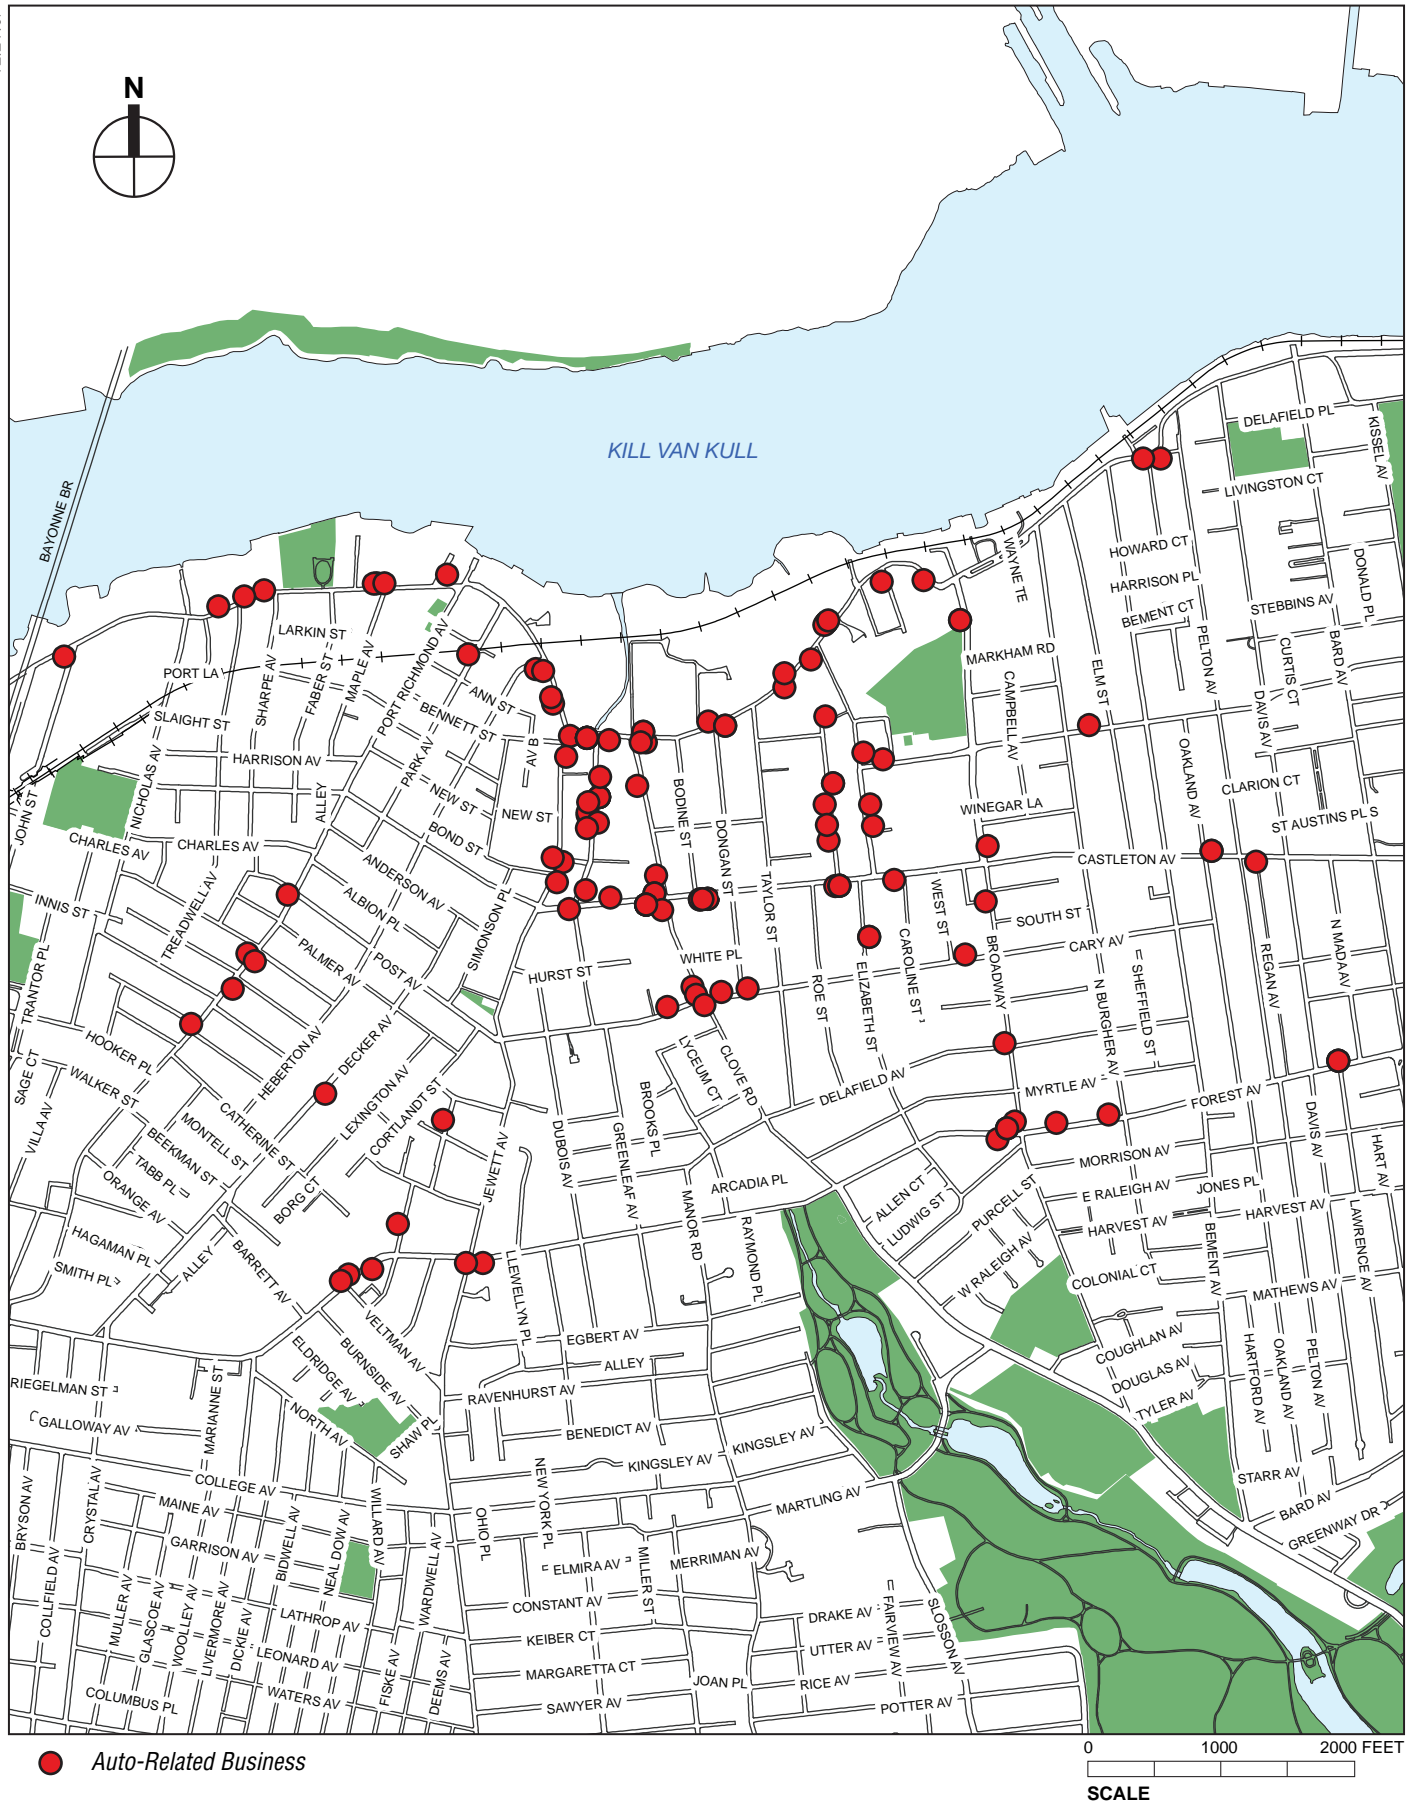 N
KILL VAN KULL
BAYONNE BR
DELAFIELD PL
KISSEL AV
LIVINGSTON CT
WAYNE TE
HOWARD CT
HARRISON PL
BEMENT CT
DONALD PL
STEBBINS AV
LARKIN ST
PORT LA
SHARPE AV
FABER ST
MAPLE AV
PORT RICHMOND AV
ANN ST
BENNETT ST
MARKHAM RD
CAMPBELL AV
ELM ST
PELTON AV
CURTIS CT
BARD AV
DAVIS AV
SLAIGHT ST
HARRISON AV
NICHOLAS AV
ALLEY
PARK AV
AV B
NEW ST
NEW ST
BOND ST
BODINE ST
DONGAN ST
TAYLOR ST
OAKLAND AV
CLARION CT
WINEGAR LA
ST AUSTINS PL S
JOHN ST
CHARLES AV
CHARLES AV
CASTLETON AV
ANDERSON AV
ALBION PL
TREADWELL AV
SIMONSON PL
INNIS ST
TRANTOR PL
PALMER AV
POST AV
WEST ST
SOUTH ST
CARY AV
BROADWAY
CAROLINE ST
ELIZABETH ST
ROE ST
WHITE PL
HURST ST
N BURGHER AV
SHEFFIELD ST
REGAN AV
N MADA AV
HOOKER PL
SAGE CT
WALKER ST
VILLA AV
HEBERTON AV
DECKER AV
LEXINGTON AV
CORTLANDT ST
CATHERINE ST
MONTELL ST
BEEKMAN ST
TABB PL
ORANGE AV
HAGAMAN PL
SMITH PL
ALLEY
BORG CT
BARRETT AV
LYCEUM CT
CLOVE RD
BROOKS PL
GREENLEAF AV
DUBOIS AV
JEWETT AV
DELAFIELD AV
MYRTLE AV
FOREST AV
MORRISON AV
DAVIS AV
HART AV
ARCADIA PL
MANOR RD
RAYMOND PL
ALLEN CT
LUDWIG ST
PURCELL ST
W RALEIGH AV
E RALEIGH AV
JONES PL
HARVEST AV
HARVEST AV
BEMENT AV
LAWRENCE AV
COLONIAL CT
MATHEWS AV
LLEWELLYN PL
VELTMAN AV
BURNSIDE AV
ELDRIDGE AV
NORTH AV
SHAW PL
EGBERT AV
ALLEY
RAVENHURST AV
BENEDICT AV
KINGSLEY AV
KINGSLEY AV
MARTLING AV
COUGHLAN AV
DOUGLAS AV
TYLER AV
HARTFORD AV
OAKLAND AV
PELTON AV
STARR AV
BARD AV
GREENWAY DR
RIEGELMAN ST
GALLOWAY AV
MARIANNE ST
COLLEGE AV
MAINE AV
GARRISON AV
BRYSON AV
CRYSTAL AV
COLLFIELD AV
BIDWELL AV
NEAL DOW AV
WILLARD AV
WARDWELL AV
OHIO PL
NEW YORK PL
MERRIMAN AV
ELMIRA AV
MILLER ST
CONSTANT AV
KEIBER CT
MARGARETTA CT
SAWYER AV
JOAN PL
DRAKE AV
UTTER AV
RICE AV
POTTER AV
FAIRVIEW AV
SLOSSON AV
MULLER AV
GLASCOE AV
WOOLLEY AV
LIVERMORE AV
DICKIE AV
LATHROP AV
LEONARD AV
WATERS AV
FISKE AV
DEEMS AV
COLUMBUS PL
Auto-Related Business
0 1000 2000 FEET
SCALE